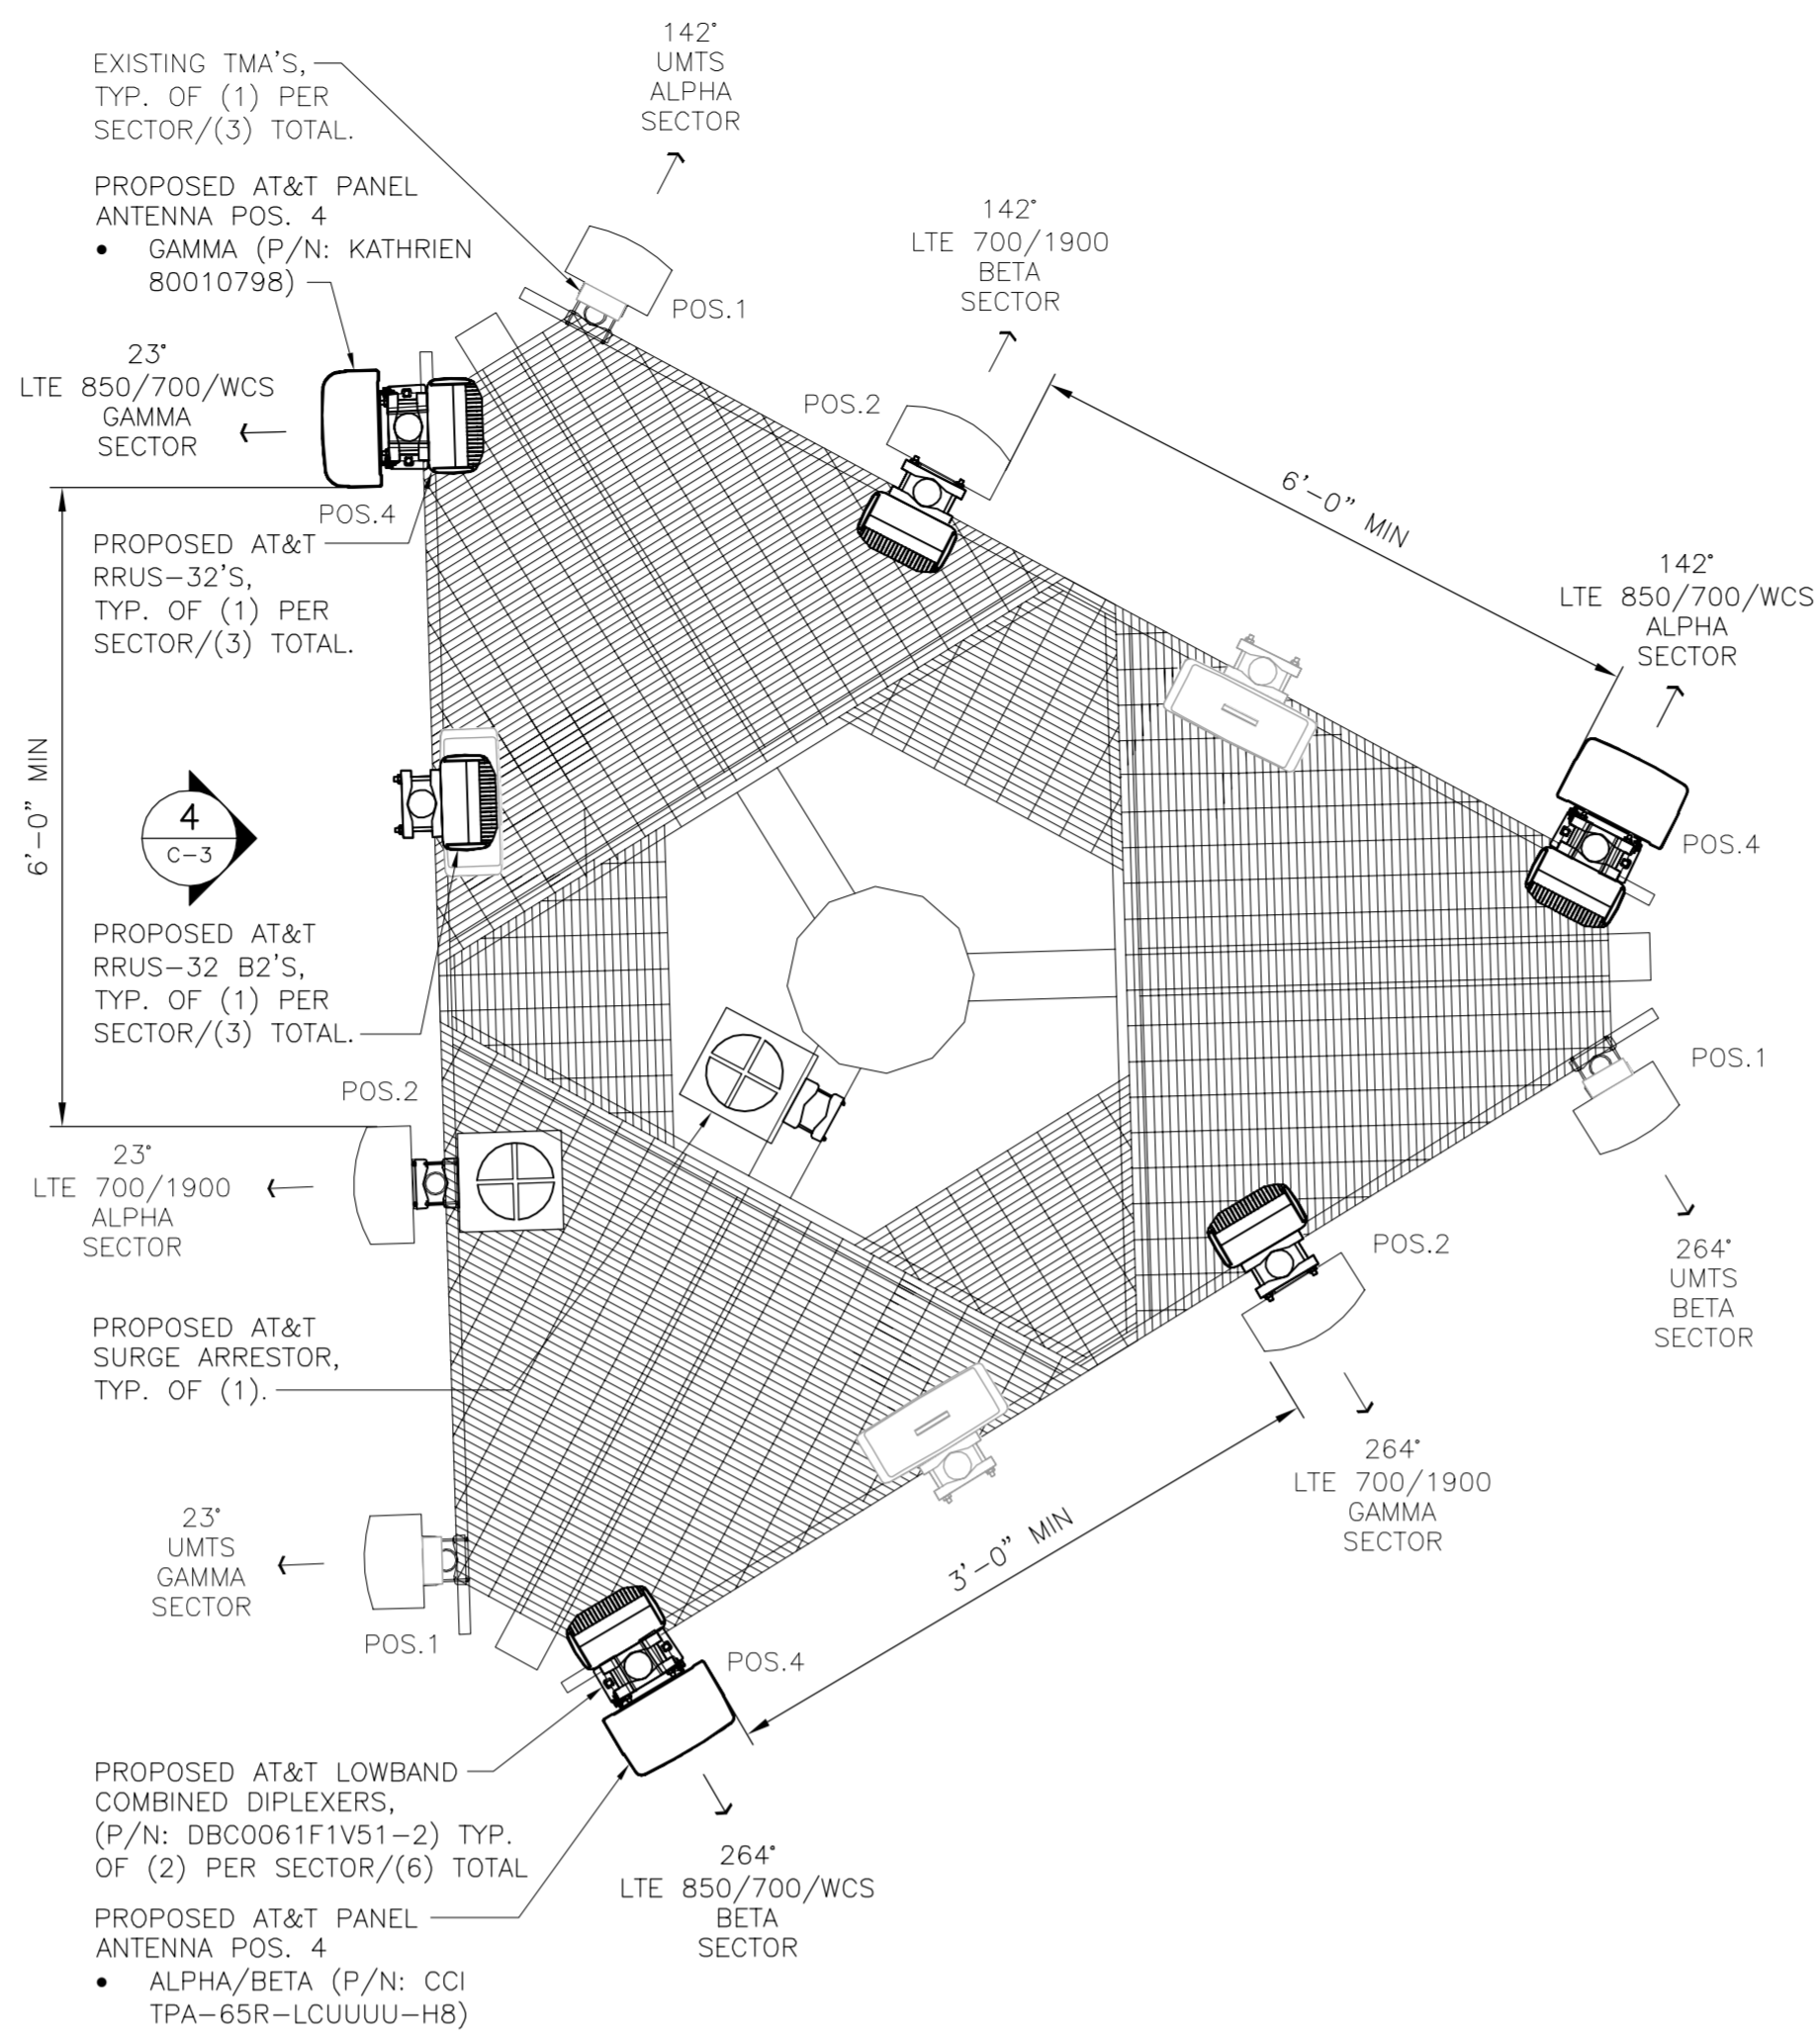 EXISTING TMA'S,
TYP. OF (1) PER
SECTOR/(3) TOTAL.
PROPOSED AT&T PANEL
ANTENNA POS. 4
• GAMMA (P/N: KATHRIEN
80010798)
142°
UMTS
ALPHA
SECTOR
POS.1
142°
LTE 700/1900
BETA
SECTOR
POS.2
23°
LTE 850/700/WCS
GAMMA
SECTOR
POS.4
6'-0" MIN
142°
LTE 850/700/WCS
ALPHA
SECTOR
POS.4
PROPOSED AT&T
RRUS-32'S,
TYP. OF (1) PER
SECTOR/(3) TOTAL.
6'-0" MIN
4
C-3
PROPOSED AT&T
RRUS-32 B2'S,
TYP. OF (1) PER
SECTOR/(3) TOTAL.
POS.2
23°
LTE 700/1900
ALPHA
SECTOR
POS.1
264°
UMTS
BETA
SECTOR
POS.2
264°
LTE 700/1900
GAMMA
SECTOR
PROPOSED AT&T
SURGE ARRESTOR,
TYP. OF (1).
23°
UMTS
GAMMA
SECTOR
POS.1
3'-0" MIN
POS.4
PROPOSED AT&T LOWBAND
COMBINED DIPLEXERS,
(P/N: DBC0061F1V51-2) TYP.
OF (2) PER SECTOR/(6) TOTAL
264°
LTE 850/700/WCS
BETA
SECTOR
PROPOSED AT&T PANEL
ANTENNA POS. 4
• ALPHA/BETA (P/N: CCI
TPA-65R-LCUUUU-H8)